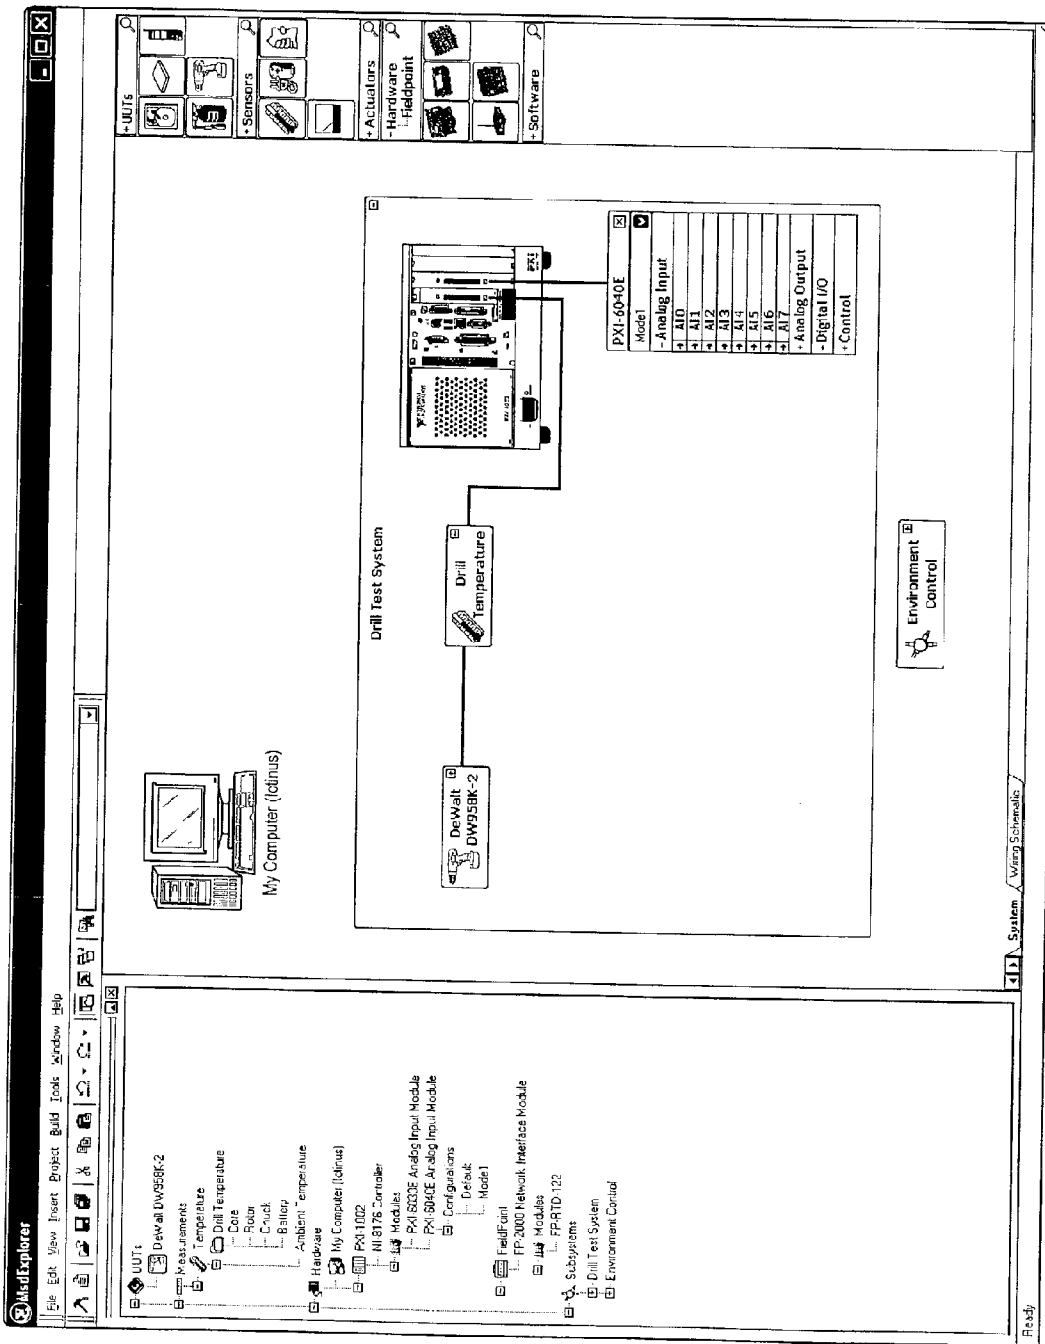 MsdExplorer
File Edit View Insert Project Build Tools Window Help
UUTs
DeWalt DW958K-2
Measurements
Temperature
Drill Temperature
Core
Rotor
Chuck
Battery
Ambient Temperature
Hardware
My Computer (Ictinus)
PXI-1002
NI-8176 Controller
Modules
PXI-6030E Analog Input Module
PXI-6040E Analog Input Module
Configurations
Default
Model1
FieldPoint
FP-2000 Network Interface Module
Modules
FP-RTD-122
Subsystems
Drill Test System
Environment Control
My Computer (Ictinus)
Drill Test System
DeWalt
DW958K-2
Drill
Temperature
PXI
PXI-6040E
Model
- Analog Input
AI0
AI1
AI2
AI3
AI4
AI5
AI6
AI7
+ Analog Output
- Digital I/O
+ Control
Environment
Control
System
Wiring Schematic
+ UUTs
+ Sensors
+ Actuators
- Hardware
Fieldpoint
+ Software
Ready